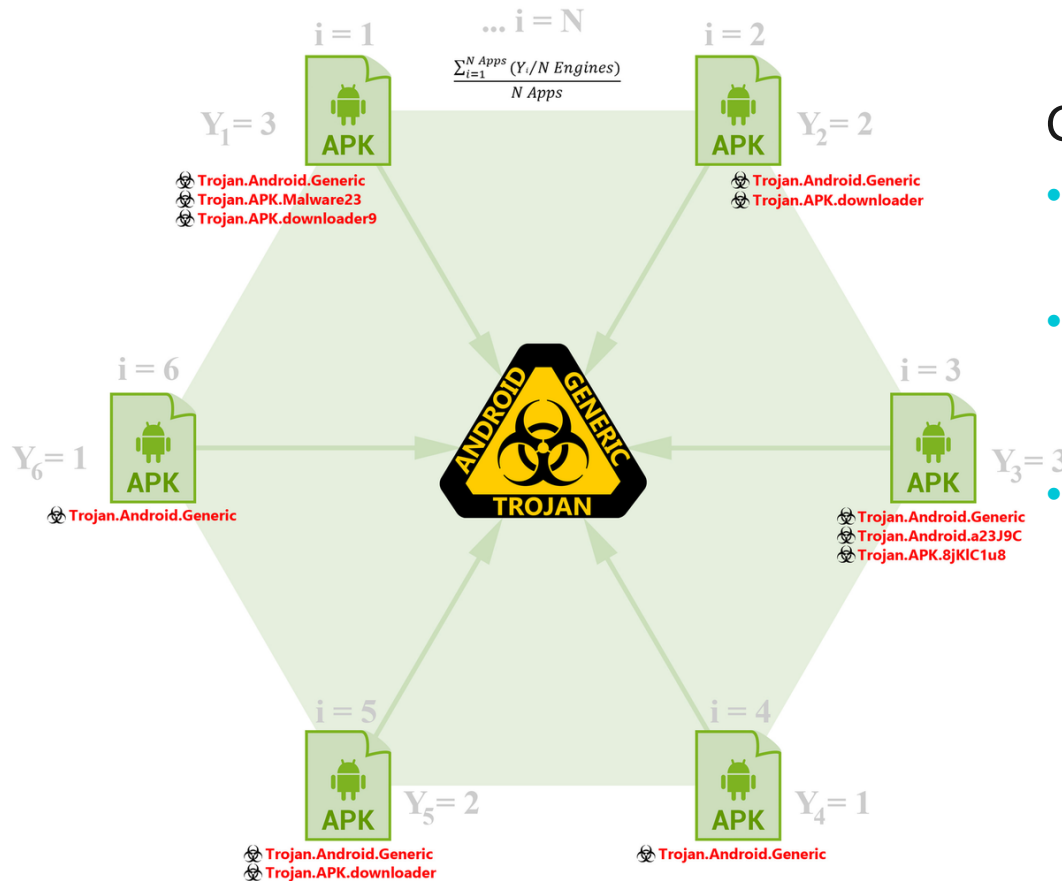 ... i = N
i = 1
i = 2
∑_{i=1}^{N Apps} (Y_i/N Engines)
N Apps
APK
Y₁= 3
APK
Y₂= 2
Trojan.Android.Generic
Trojan.APK.Malware23
Trojan.APK.downloader9
Trojan.Android.Generic
Trojan.APK.downloader
i = 6
i = 3
ANDROID
GENERIC
TROJAN
Y₆= 1
APK
APK
Y₃= 3
Trojan.Android.Generic
Trojan.Android.Generic
Trojan.Android.a23J9C
i = 5
i = 4
APK
Y₅= 2
APK
Y₄= 1
Trojan.Android.Generic
Trojan.APK.downloader
Trojan.Android.Generic